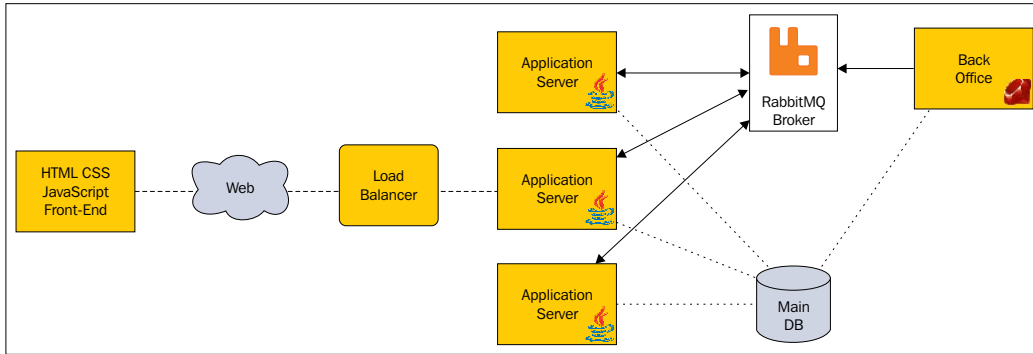 HTML CSS
JavaScript
Front-End
Web
Load
Balancer
Application
Server
Application
Server
Application
Server
RabbitMQ
Broker
Back
Office
Main
DB